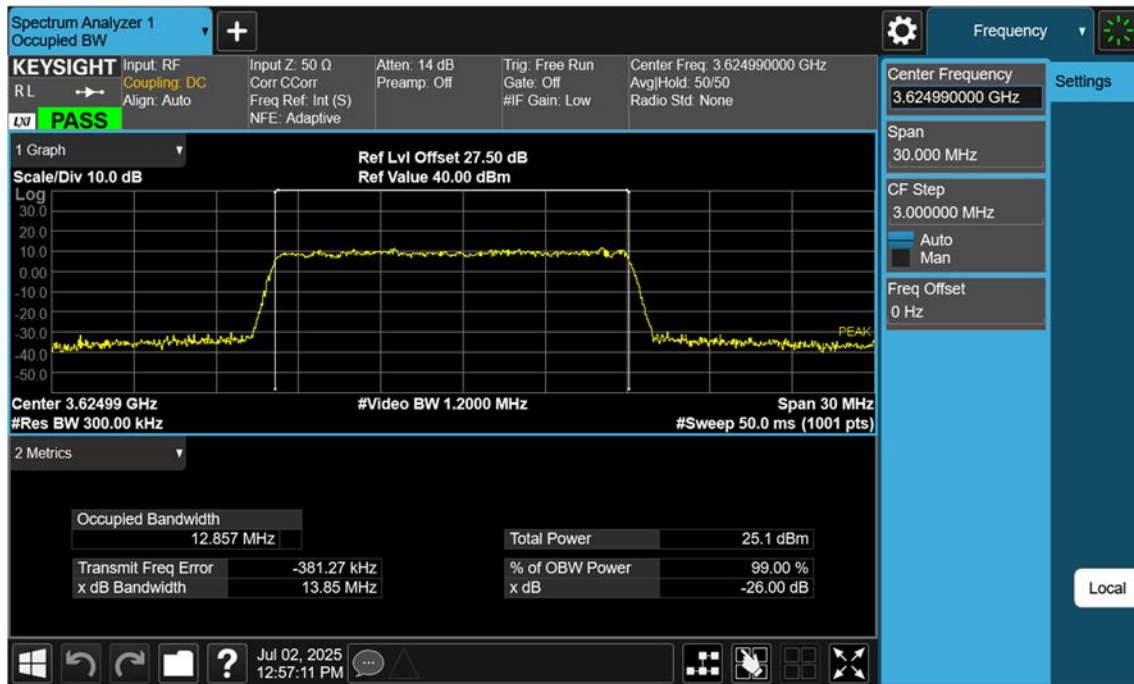 Spectrum Analyzer 1
Occupied BW
+
Frequency
KEYSIGHT
R L
LXI
PASS
Input: RF
Coupling: DC
Align: Auto
Input Z: 50 Ω
Corr CCorr
Freq Ref: Int (S)
NFE: Adaptive
Atten: 14 dB
Preamp: Off
Trig: Free Run
Gate: Off
#IF Gain: Low
Center Freq: 3.624990000 GHz
Avg|Hold: 50/50
Radio Std: None
Center Frequency
3.624990000 GHz
Settings
Span
30.000 MHz
CF Step
3.000000 MHz
Auto
Man
Freq Offset
0 Hz
Local
1 Graph
Scale/Div 10.0 dB
Ref Lvl Offset 27.50 dB
Ref Value 40.00 dBm
Log
30.0
20.0
10.0
0.00
-10.0
-20.0
-30.0
-40.0
-50.0
PEAK
Center 3.62499 GHz
#Video BW 1.2000 MHz
Span 30 MHz
#Res BW 300.00 kHz
#Sweep 50.0 ms (1001 pts)
2 Metrics
Occupied Bandwidth
12.857 MHz
Total Power 25.1 dBm
Transmit Freq Error -381.27 kHz
% of OBW Power 99.00 %
x dB Bandwidth 13.85 MHz
x dB -26.00 dB
?
Jul 02, 2025
12:57:11 PM